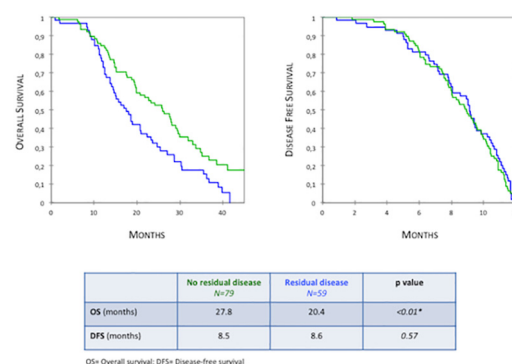 OVERALL SURVIVAL
1
0,9
0,8
0,7
0,6
0,5
0,4
0,3
0,2
0,1
0
0 10 20 30 40
MONTHS
DISEASE FREE SURVIVAL
1
0,9
0,8
0,7
0,6
0,5
0,4
0,3
0,2
0,1
0
0 2 4 6 8 10
MONTHS
No residual disease Residual disease p value
N=79 N=59
OS (months) 27.8 20.4 <0.01*
DFS (months) 8.5 8.6 0.57
OS= Overall survival; DFS= Disease-free survival